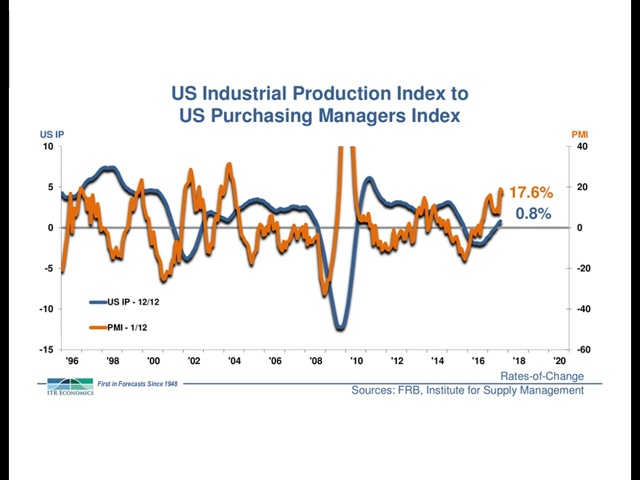 US Industrial Production Index to
US Purchasing Managers Index
US IP
PMI
10
5
0
-5
-10
-15
40
20
0
-20
-40
-60
17.6%
0.8%
US IP - 12/12
PMI - 1/12
'96 '98 '00 '02 '04 '06 '08 '10 '12 '14 '16 '18 '20
ITR ECONOMICS
First in Forecasts Since 1948
Rates-of-Change
Sources: FRB, Institute for Supply Management